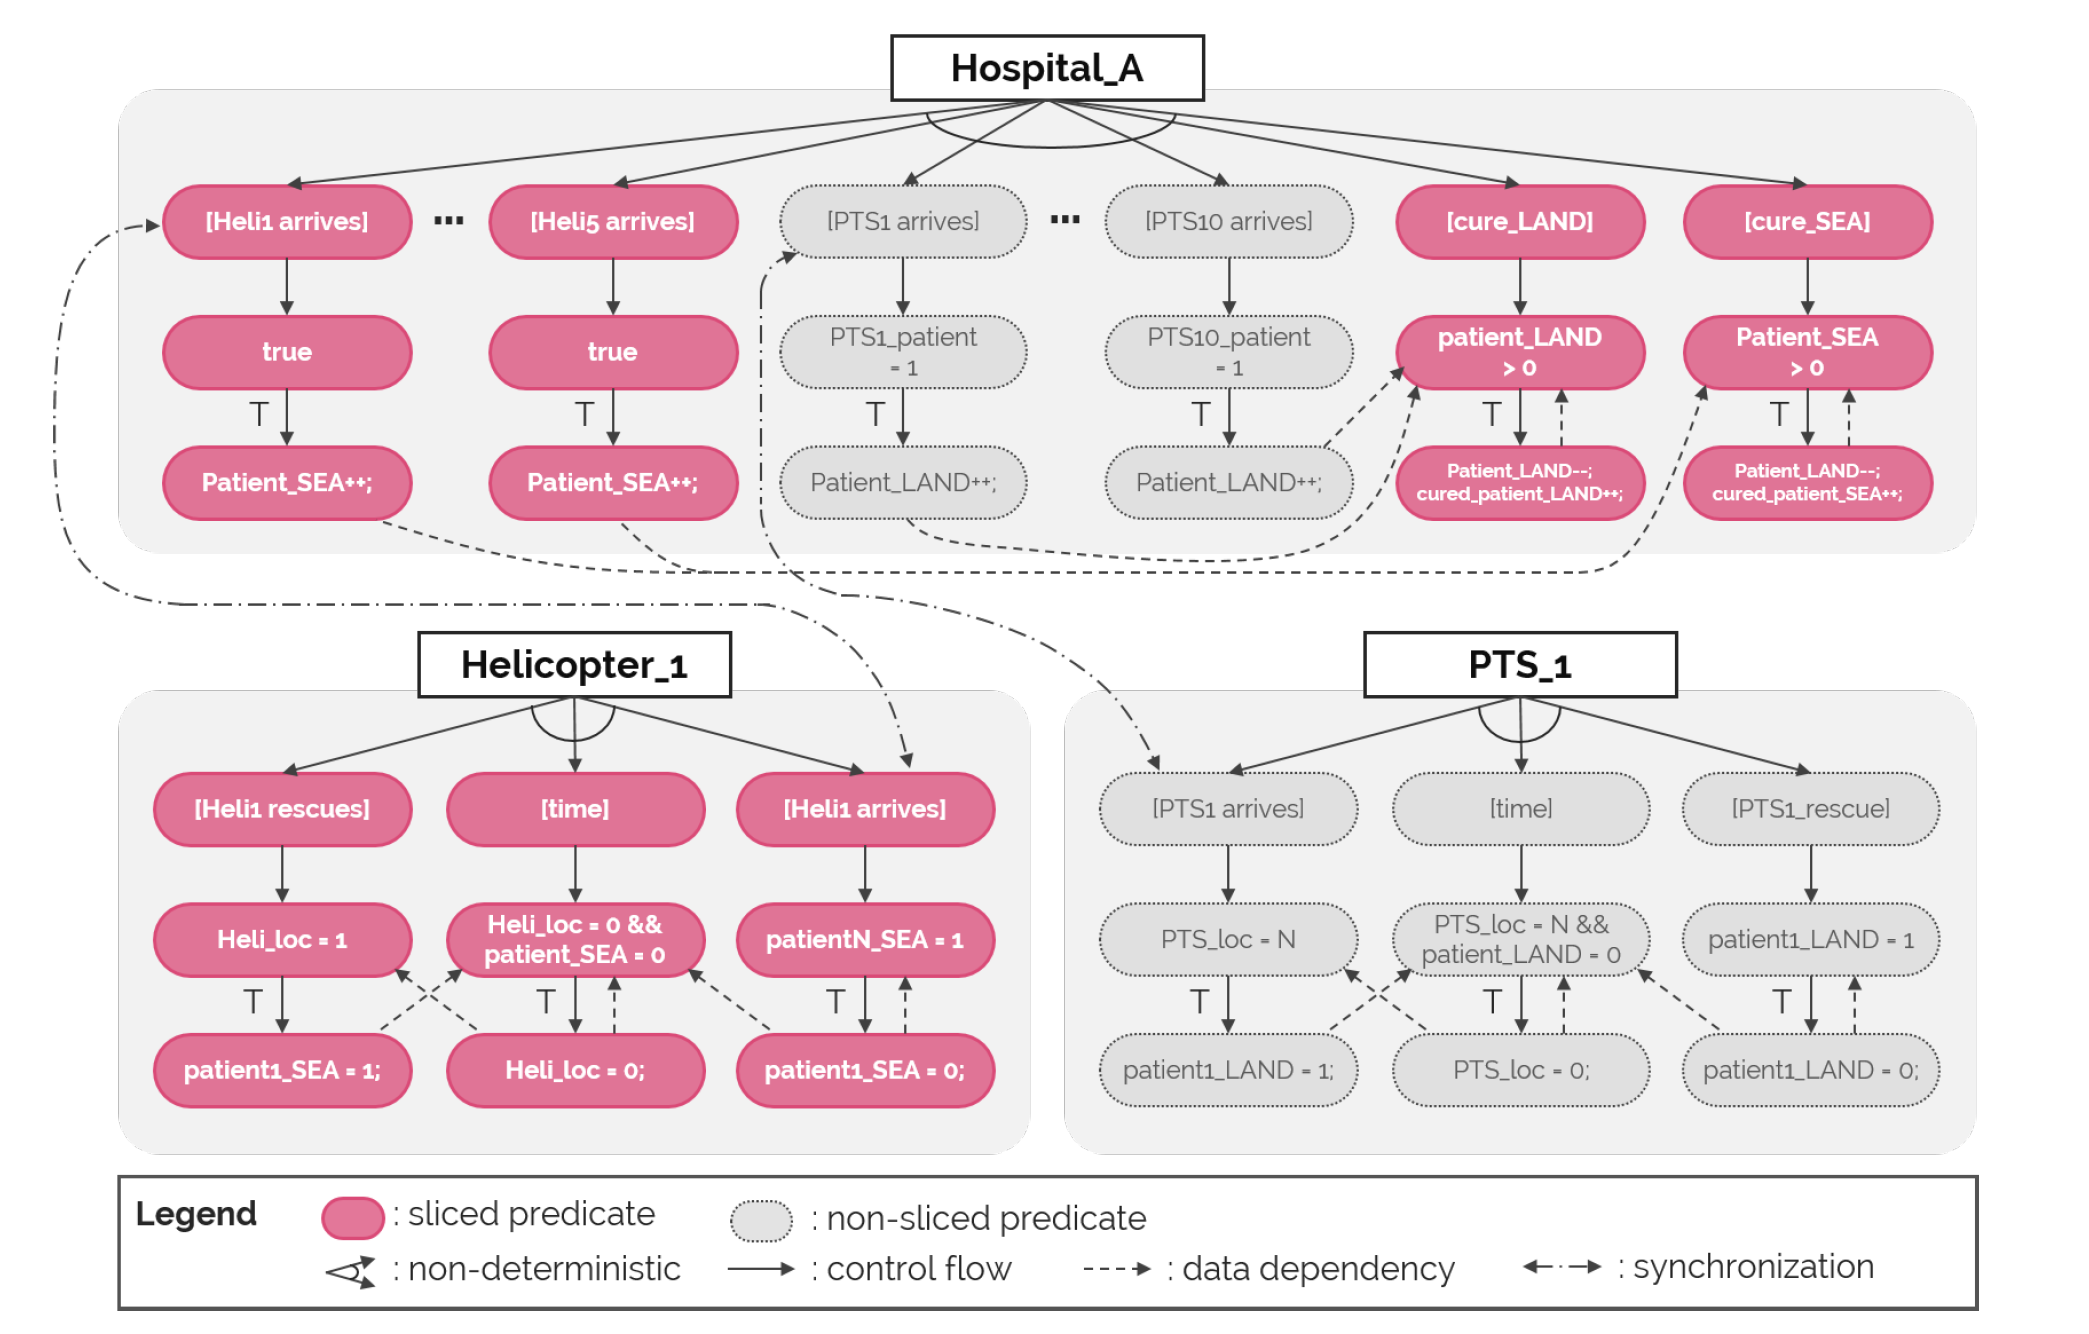 Hospital_A
[Heli1 arrives]
...
[Heli5 arrives]
[PTS1 arrives]
...
[PTS10 arrives]
[cure_LAND]
[cure_SEA]
true
true
PTS1_patient
= 1
PTS10_patient
= 1
patient_LAND
> 0
Patient_SEA
> 0
T
T
T
T
T
T
Patient_SEA++;
Patient_SEA++;
Patient_LAND++;
Patient_LAND++;
Patient_LAND--;
cured_patient_LAND++;
Patient_LAND--;
cured_patient_SEA++;
Helicopter_1
[Heli1 rescues]
[time]
[Heli1 arrives]
Heli_loc = 1
Heli_loc = 0 &&
patient_SEA = 0
patientN_SEA = 1
T
T
T
patient1_SEA = 1;
Heli_loc = 0;
patient1_SEA = 0;
PTS_1
[PTS1 arrives]
[time]
[PTS1_rescue]
PTS_loc = N
PTS_loc = N &&
patient_LAND = 0
patient1_LAND = 1
T
T
T
patient1_LAND = 1;
PTS_loc = 0;
patient1_LAND = 0;
Legend
: sliced predicate
: non-sliced predicate
: non-deterministic
: control flow
: data dependency
: synchronization